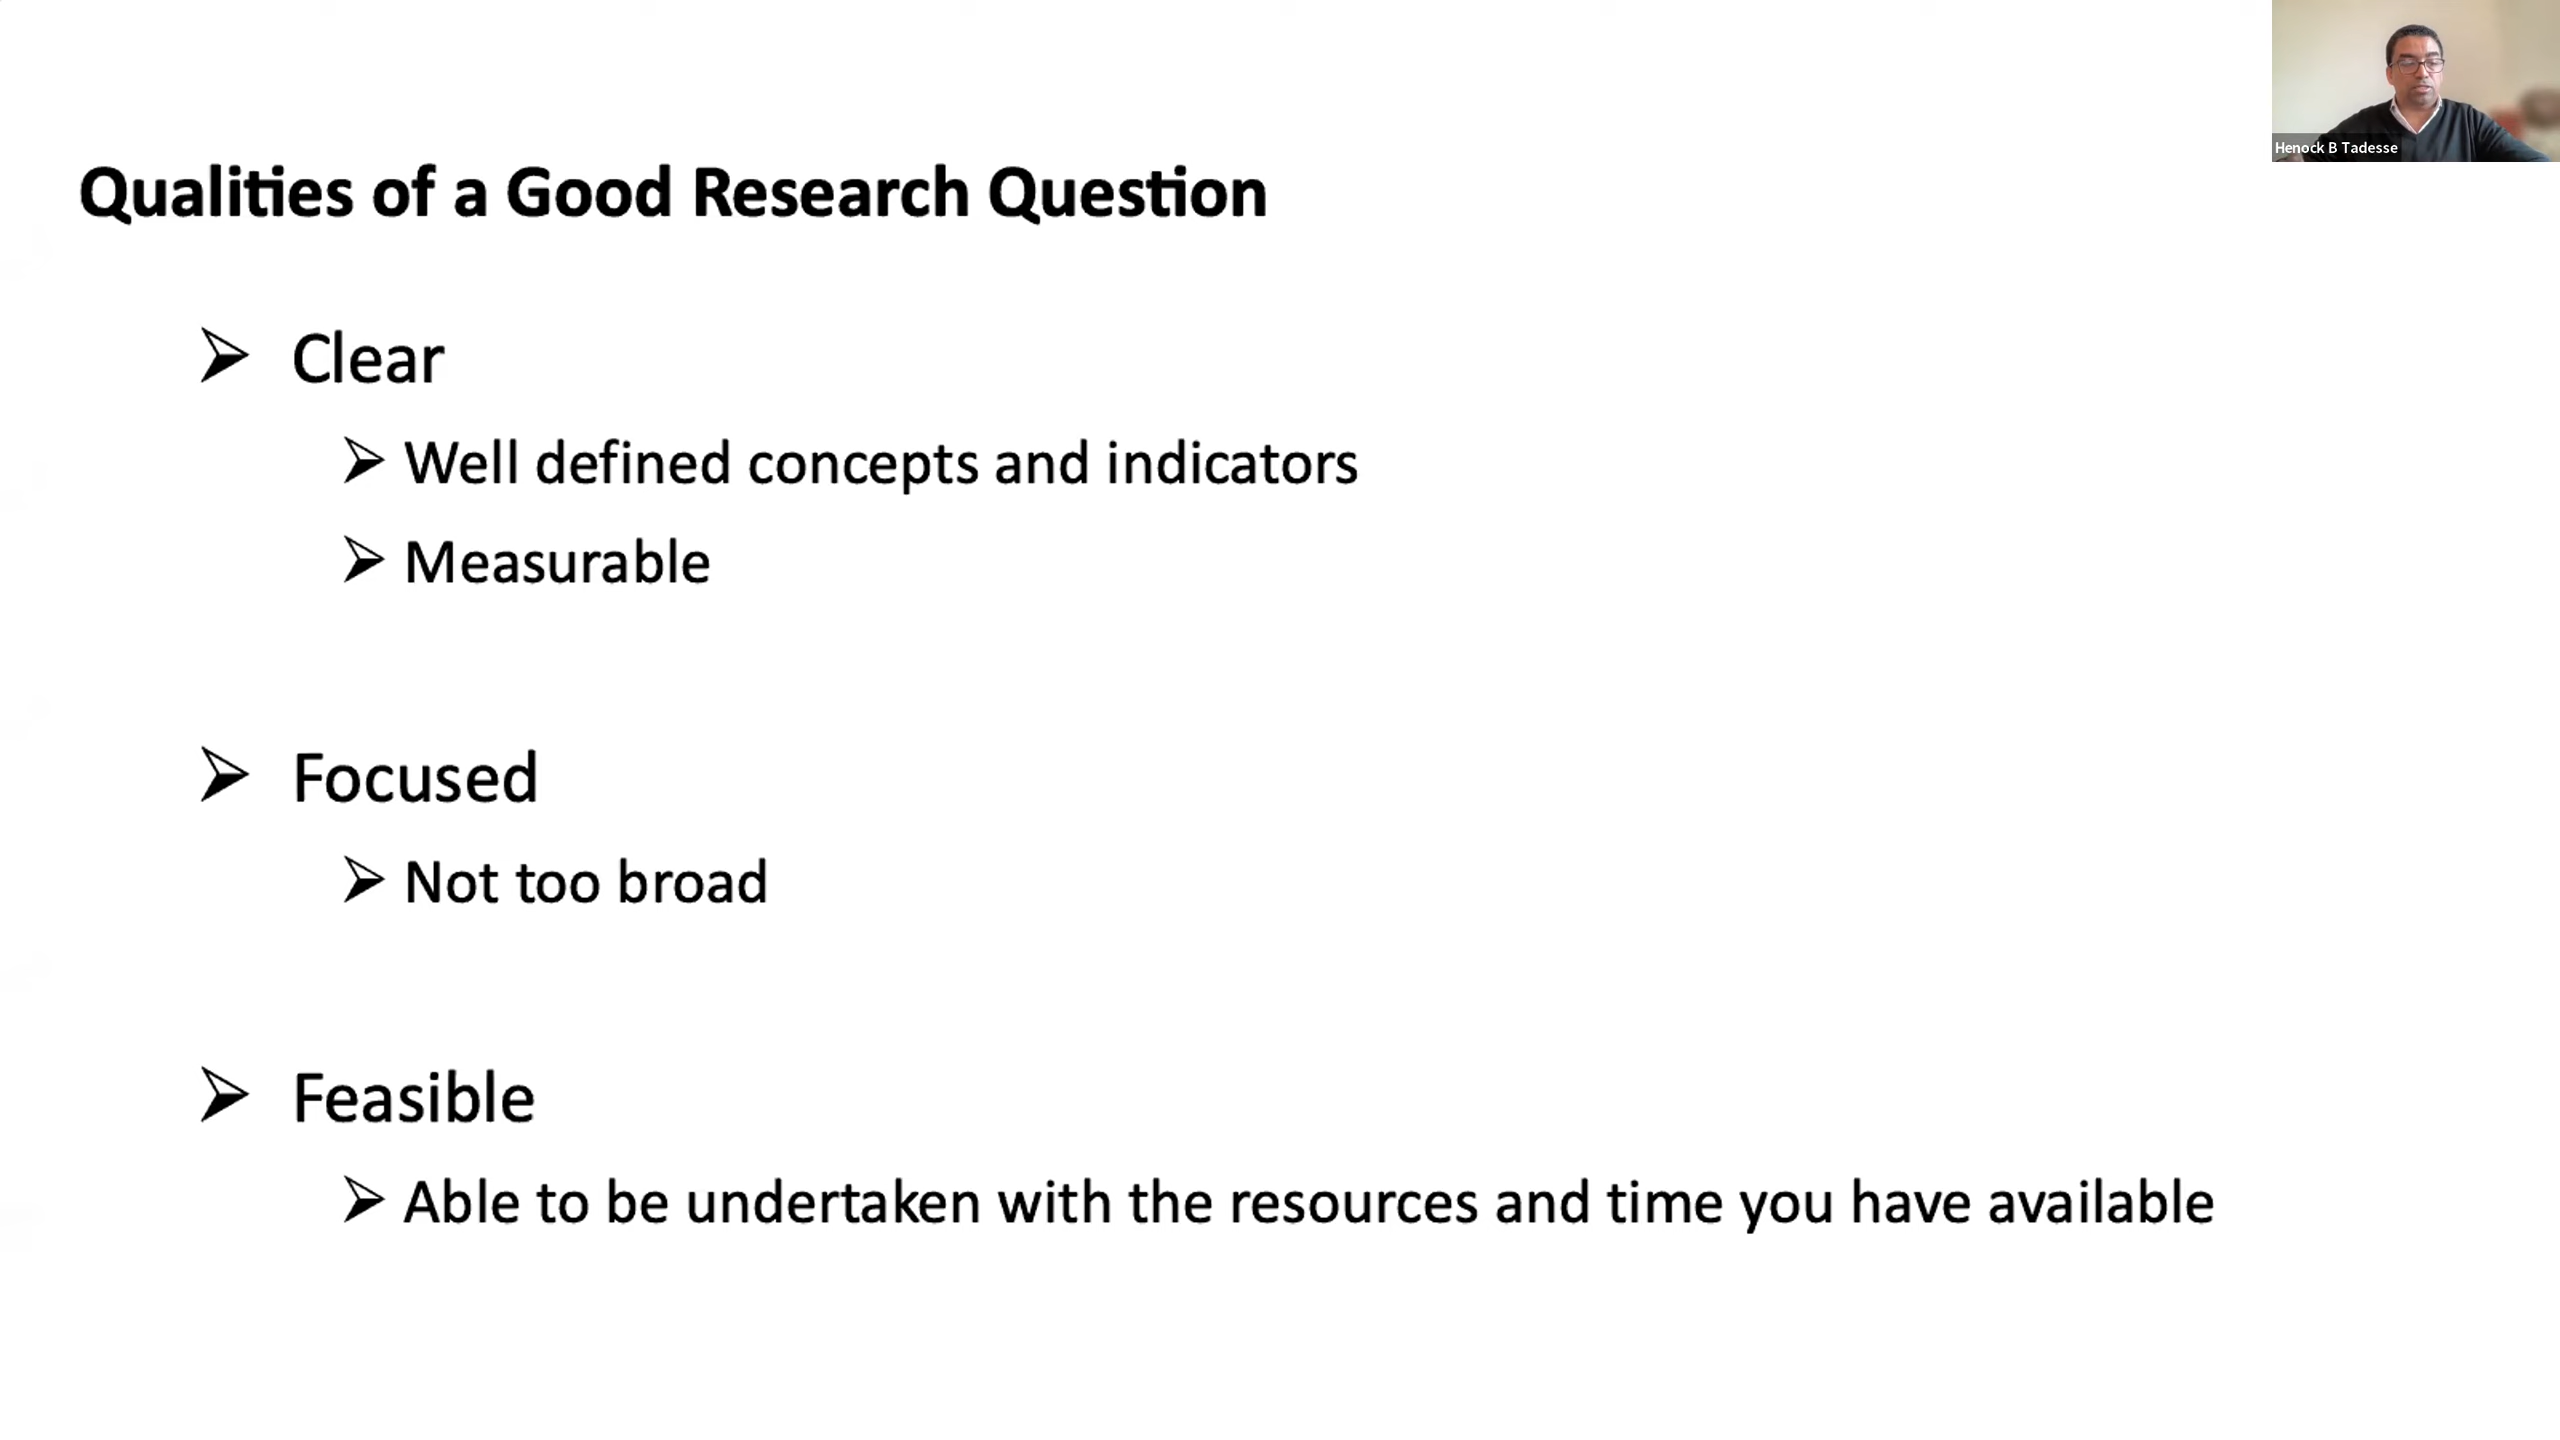 Qualities of a Good Research Question
Henock B Tadesse
Clear
Well defined concepts and indicators
Measurable
Focused
Not too broad
Feasible
Able to be undertaken with the resources and time you have available